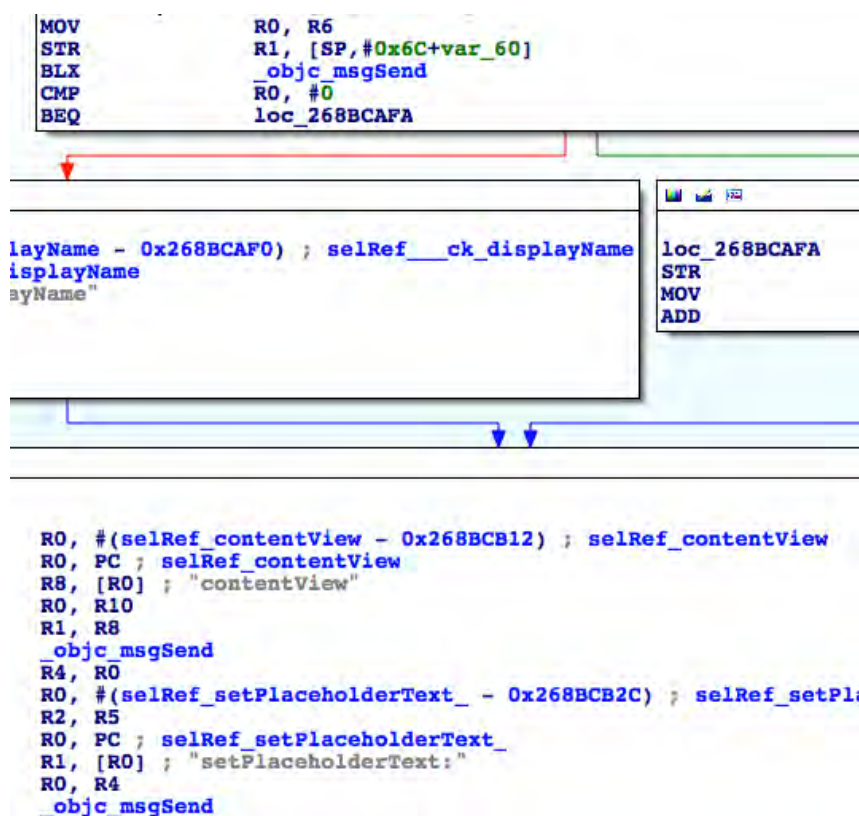 MOV R0, R6
STR R1, [SP,#0x6C+var_60]
BLX _objc_msgSend
CMP R0, #0
BEQ loc_268BCAFA
layName - 0x268BCAF0) ; selRef___ck_displayName
isplayName
ayName"
loc_268BCAFA
STR
MOV
ADD
R0, #(selRef_contentView - 0x268BCB12) ; selRef_contentView
R0, PC ; selRef_contentView
R8, [R0] ; "contentView"
R0, R10
R1, R8
_objc_msgSend
R4, R0
R0, #(selRef_setPlaceholderText_ - 0x268BCB2C) ; selRef_setPla
R2, R5
R0, PC ; selRef_setPlaceholderText_
R1, [R0] ; "setPlaceholderText:"
R0, R4
_objc_msgSend